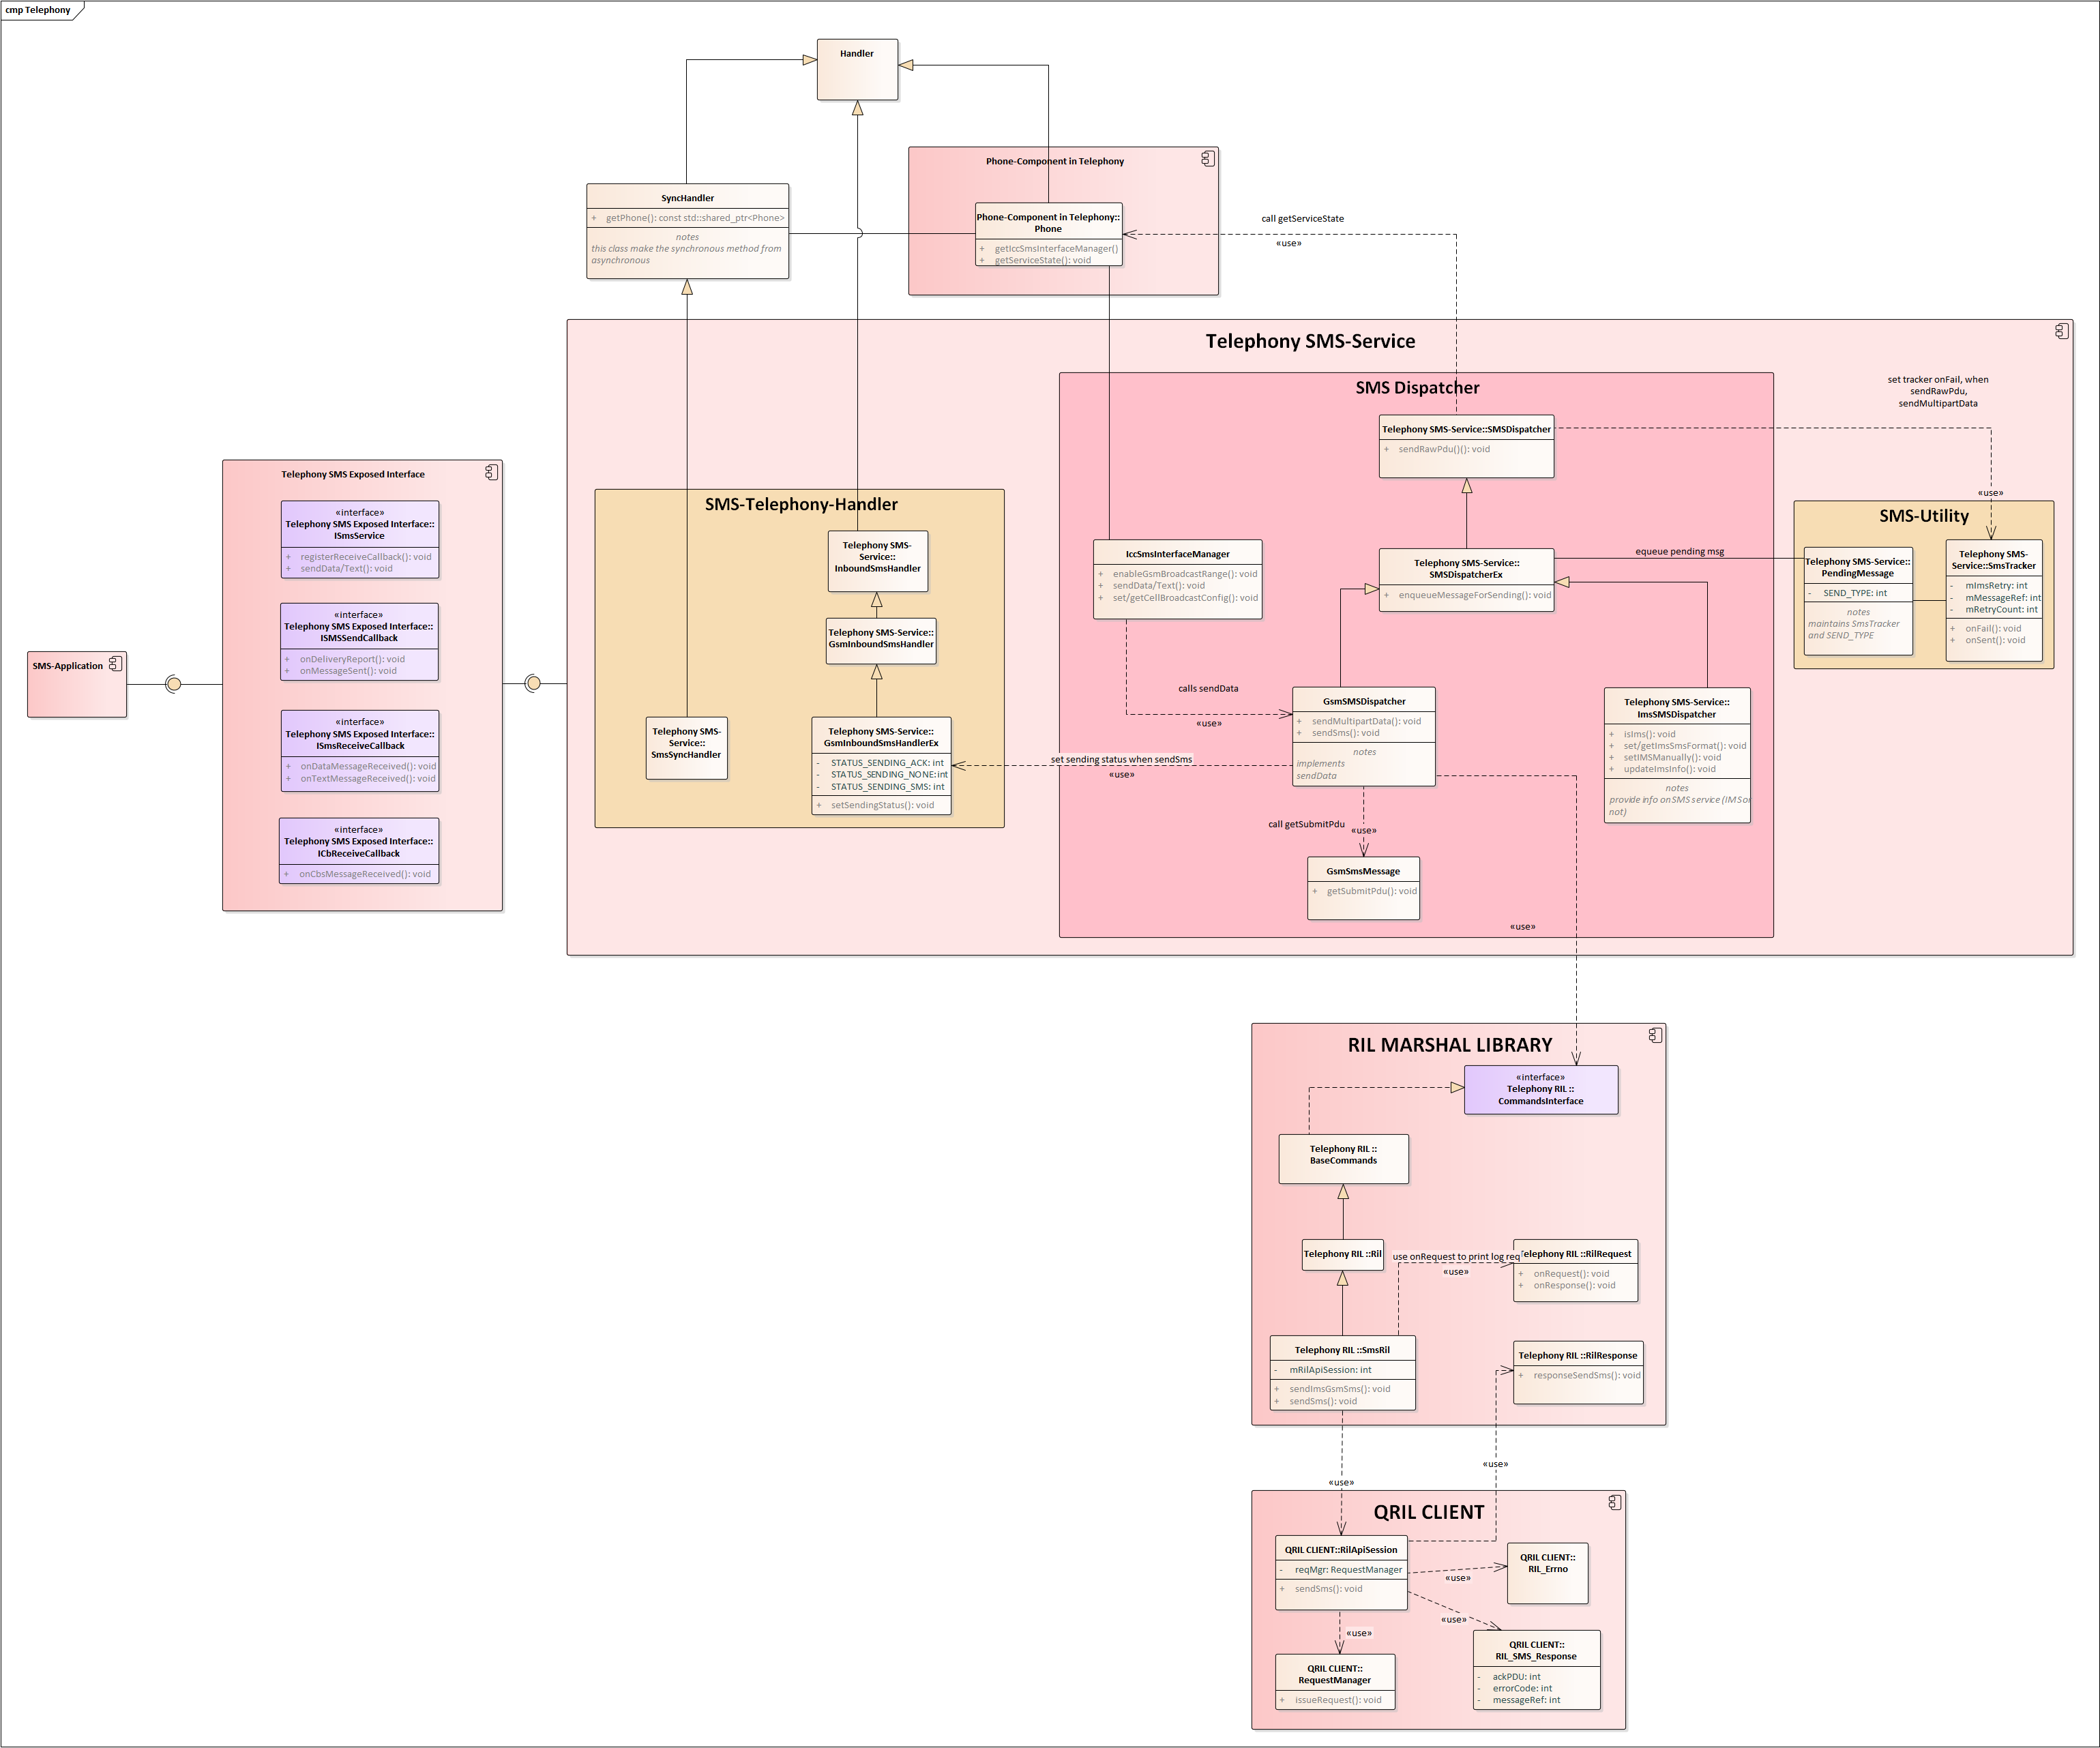 cmp Telephony
Handler
SyncHandler
+ getPhone(): const std::shared_ptr<Phone>
notes
this class make the synchronous method from
asynchronous
Phone-Component in Telephony
Phone-Component in Telephony::
Phone
+ getIccSmsInterfaceManager()
+ getServiceState(): void
call getServiceState
«use»
Telephony SMS-Service
SMS Dispatcher
Telephony SMS-Service::SMSDispatcher
+ sendRawPdu()(): void
set tracker onFail, when
sendRawPdu,
sendMultipartData
«use»
Telephony SMS Exposed Interface
«interface»
Telephony SMS Exposed Interface::
ISmsService
+ registerReceiveCallback(): void
+ sendData/Text(): void
«interface»
Telephony SMS Exposed Interface::
ISMSSendCallback
+ onDeliveryReport(): void
+ onMessageSent(): void
«interface»
Telephony SMS Exposed Interface::
ISmsReceiveCallback
+ onDataMessageReceived(): void
+ onTextMessageReceived(): void
«interface»
Telephony SMS Exposed Interface::
ICbReceiveCallback
+ onCbsMessageReceived(): void
SMS-Application
SMS-Telephony-Handler
Telephony SMS-
Service::
InboundSmsHandler
Telephony SMS-Service::
GsmInboundSmsHandler
Telephony SMS-
Service::
SmsSyncHandler
Telephony SMS-Service::
GsmInboundSmsHandlerEx
- STATUS_SENDING_ACK: int
- STATUS_SENDING_NONE: int
- STATUS_SENDING_SMS: int
+ setSendingStatus(): void
IccSmsInterfaceManager
+ enableGsmBroadcastRange(): void
+ sendData/Text(): void
+ set/getCellBroadcastConfig(): void
Telephony SMS-Service::
SMSDispatcherEx
+ enqueueMessageForSending(): void
equeue pending msg
SMS-Utility
Telephony SMS-Service::
PendingMessage
- SEND_TYPE: int
notes
maintains SmsTracker
and SEND_TYPE
Telephony SMS-
Service::SmsTracker
- mImsRetry: int
- mMessageRef: int
- mRetryCount: int
+ onFail(): void
+ onSent(): void
calls sendData
«use»
GsmSMSDispatcher
+ sendMultipartData(): void
+ sendSms(): void
notes
implements
sendData
Telephony SMS-Service::
ImsSMSDispatcher
+ isIms(): void
+ set/getImsSmsFormat(): void
+ setIMSManually(): void
+ updateImsInfo(): void
notes
provide info on SMS service (IMS or
not)
set sending status when sendSms
«use»
call getSubmitPdu
«use»
GsmSmsMessage
+ getSubmitPdu(): void
«use»
RIL MARSHAL LIBRARY
«interface»
Telephony RIL ::
CommandsInterface
Telephony RIL ::
BaseCommands
Telephony RIL ::Ril
use onRequest to print log req
«use»
Telephony RIL ::RilRequest
+ onRequest(): void
+ onResponse(): void
Telephony RIL ::SmsRil
- mRilApiSession: int
+ sendImsGsmSms(): void
+ sendSms(): void
Telephony RIL ::RilResponse
+ responseSendSms(): void
«use»
«use»
QRIL CLIENT
QRIL CLIENT::RilApiSession
- reqMgr: RequestManager
+ sendSms(): void
QRIL CLIENT::
RIL_Errno
«use»
«use»
«use»
QRIL CLIENT::
RequestManager
+ issueRequest(): void
QRIL CLIENT::
RIL_SMS_Response
- ackPDU: int
- errorCode: int
- messageRef: int